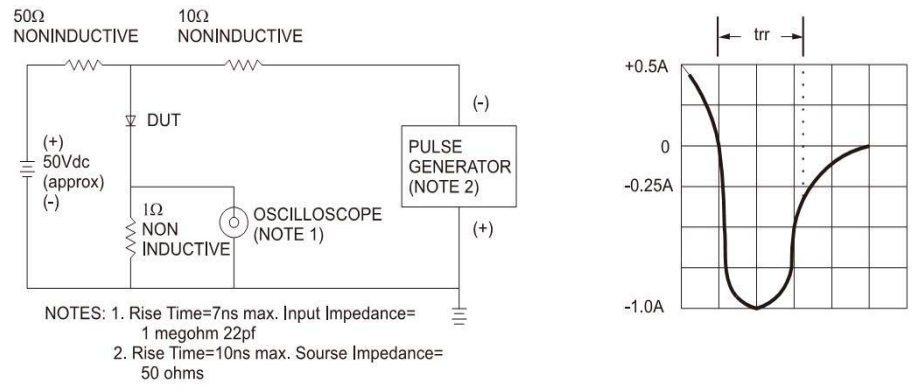 50Ω
NONINDUCTIVE
10Ω
NONINDUCTIVE
DUT
(+)
50Vdc
(approx)
(-)
1Ω
NON
INDUCTIVE
OSCILLOSCOPE
(NOTE 1)
(-)
PULSE
GENERATOR
(NOTE 2)
(+)
NOTES: 1. Rise Time=7ns max. Input Impedance=
1 megohm 22pf
2. Rise Time=10ns max. Sourse Impedance=
50 ohms
trr
+0.5A
0
-0.25A
-1.0A